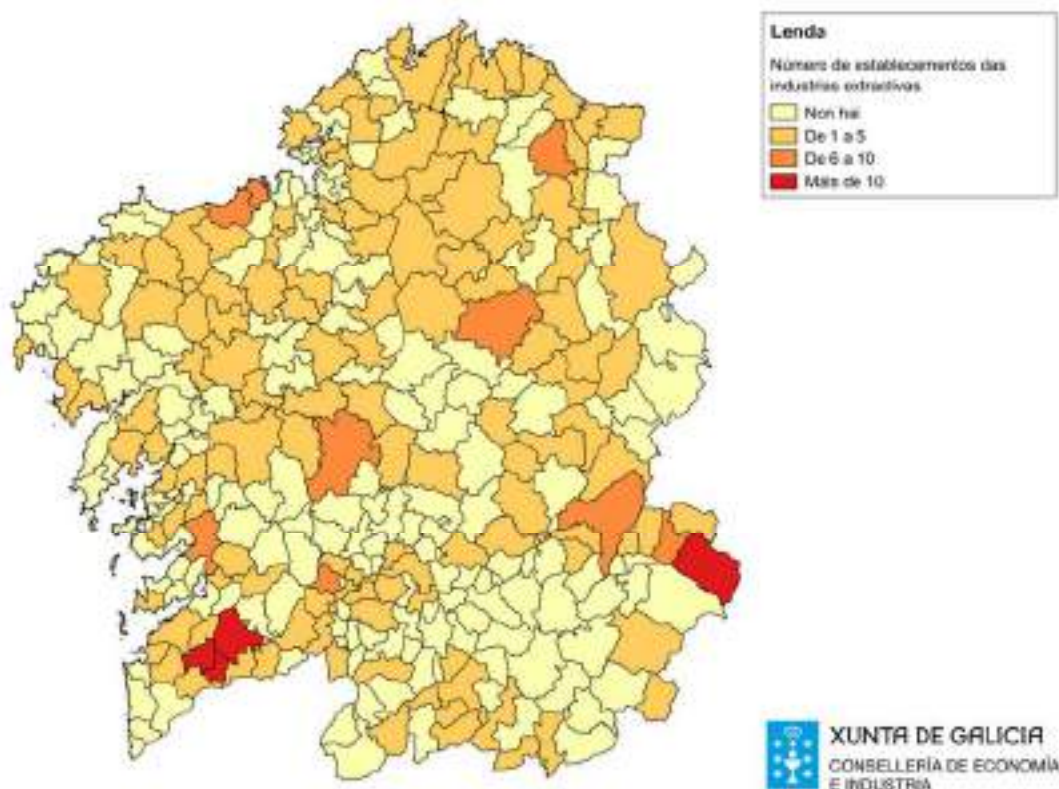 Lenda
Número de establecementos das
industrias extractivas
Non hai
De 1 a 5
De 6 a 10
Máis de 10
XUNTA DE GALICIA
CONSELLERÍA DE ECONOMÍA
E INDUSTRIA